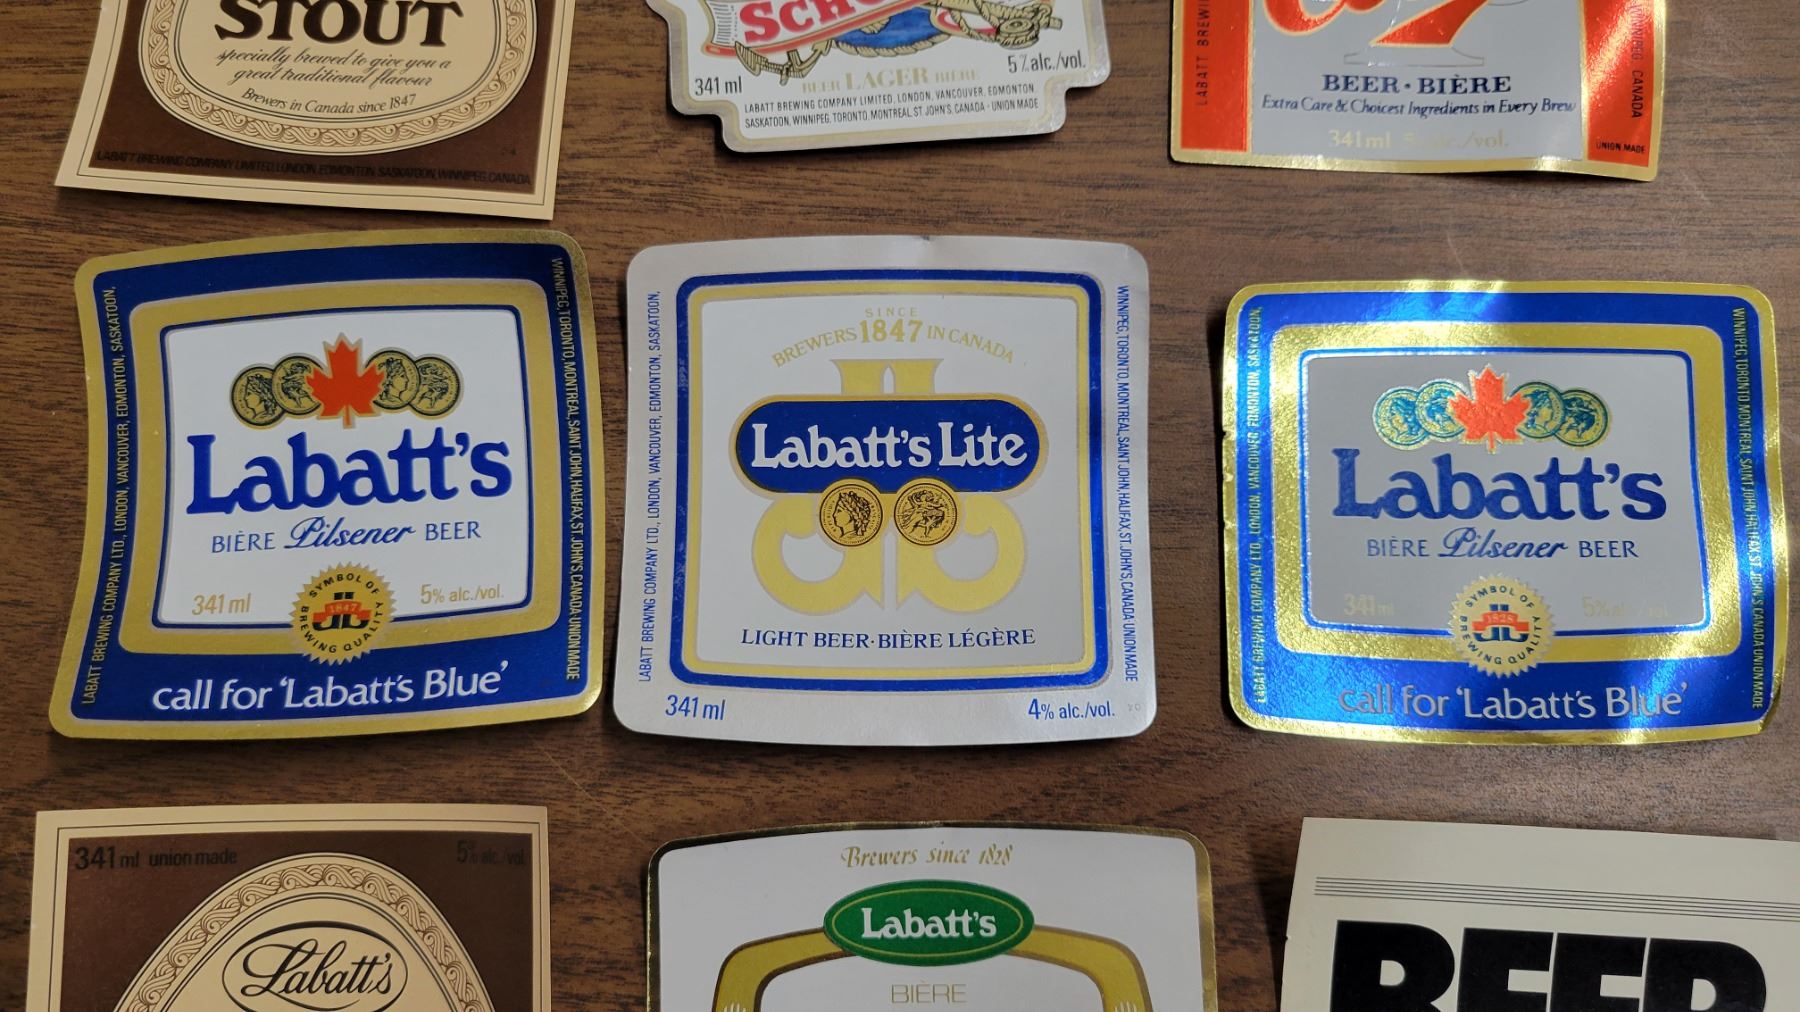 STOUT
specially brewed to give you a
great traditional flavour
Brewers in Canada since 1847
LABATT BREWING COMPANY LIMITED, LONDON, EDMONTON, SASKATOON, WINNIPEG, CANADA
341 ml
BEER LAGER BIÈRE
5% alc./vol.
LABATT BREWING COMPANY LIMITED, LONDON, VANCOUVER, EDMONTON,
SASKATOON, WINNIPEG, TORONTO, MONTREAL ST JOHN'S, CANADA · UNION MADE
LABATT
BEER · BIÈRE
Extra Care & Choicest Ingredients in Every Brew
341 ml 5% alc./vol.
WINNIPEG CANADA
UNION MADE
LABATT BREWING COMPANY LTD., LONDON, VANCOUVER, EDMONTON, SASKATOON,
WINNIPEG, TORONTO, MONTREAL, SAINT JOHN, HALIFAX, ST. JOHN'S CANADA·UNION MADE
Labatt's
BIÈRE Pilsener BEER
341 ml
5% alc./vol.
SYMBOL OF
1847
BREWING QUALITY
call for 'Labatt's Blue'
LABATT BREWING COMPANY LTD., LONDON, VANCOUVER, EDMONTON, SASKATOON,
WINNIPEG, TORONTO, MONTREAL, SAINT JOHN, HALIFAX, ST. JOHN'S, CANADA UNION MADE
SINCE
BREWERS 1847 IN CANADA
Labatt's Lite
LIGHT BEER·BIÈRE LÉGÈRE
341 ml
4% alc./vol.
LABATT BREWING COMPANY LTD., LONDON, VANCOUVER, EDMONTON, SASKATOON,
WINNIPEG, TORONTO MONTREAL, SAINT JOHN, HALIFAX, ST. JOHN'S CANADA UNION MADE
Labatt's
BIÈRE Pilsener BEER
341 ml
5% alc./vol.
SYMBOL OF
1828
BREWING QUALITY
call for 'Labatt's Blue'
341 ml union made
5% alc./vol.
Labatt's
Brewers since 1828
Labatt's
BIÈRE
BEER